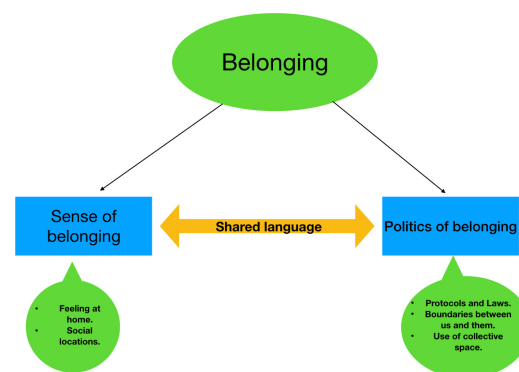 Belonging
Sense of
belonging
Shared language
Politics of belonging
• Feeling at
home.
• Social
locations.
• Protocols and Laws.
• Boundaries between
us and them.
• Use of collective
space.